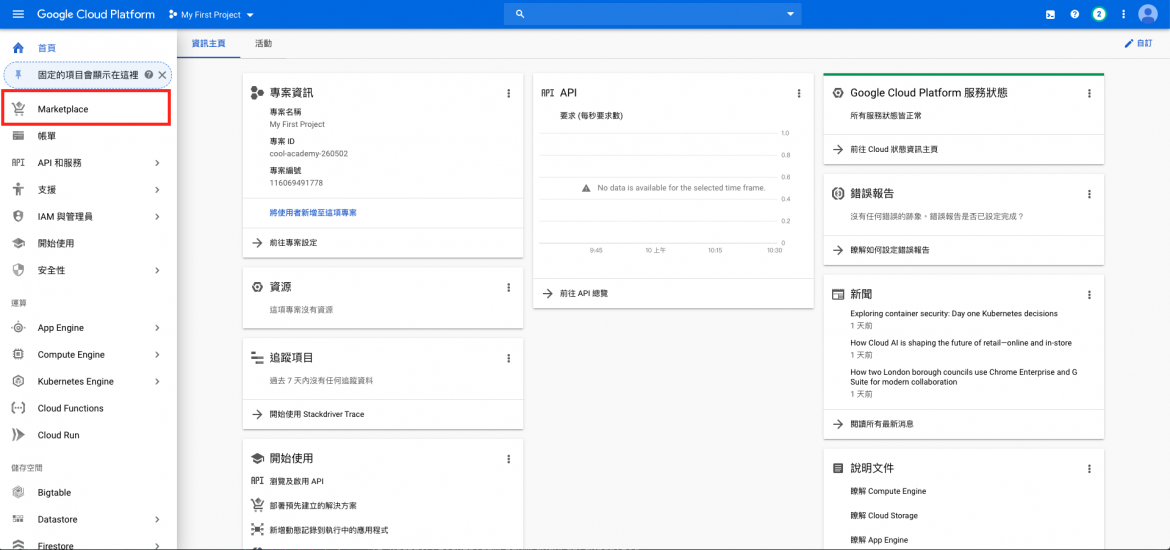 Google Cloud Platform
My First Project
2
首頁
固定的項目會顯示在這裡
Marketplace
帳單
API 和服務
支援
IAM 與管理員
開始使用
安全性
運算
App Engine
Compute Engine
Kubernetes Engine
Cloud Functions
Cloud Run
儲存空間
Bigtable
Datastore
Firestore
資訊主頁
活動
自訂
專案資訊
專案名稱
My First Project
專案 ID
cool-academy-260502
專案編號
116069491778
將使用者新增至這項專案
前往專案設定
資源
這項專案沒有資源
追蹤項目
過去 7 天內沒有任何追蹤資料
開始使用 Stackdriver Trace
開始使用
API 瀏覽及啟用 API
部署預先建立的解決方案
新增動態記錄到執行中的應用程式
API API
要求 (每秒要求數)
1.0
0.8
0.6
No data is available for the selected time frame.
0.4
0.2
0
9:45 10 上午 10:15 10:30
前往 API 總覽
Google Cloud Platform 服務狀態
所有服務狀態皆正常
前往 Cloud 狀態資訊主頁
錯誤報告
沒有任何錯誤的跡象。錯誤報告是否已設定完成？
瞭解如何設定錯誤報告
新聞
Exploring container security: Day one Kubernetes decisions
1 天前
How Cloud AI is shaping the future of retail—online and in-store
1 天前
How two London borough councils use Chrome Enterprise and G
Suite for modern collaboration
1 天前
閱讀所有最新消息
說明文件
瞭解 Compute Engine
瞭解 Cloud Storage
瞭解 App Engine